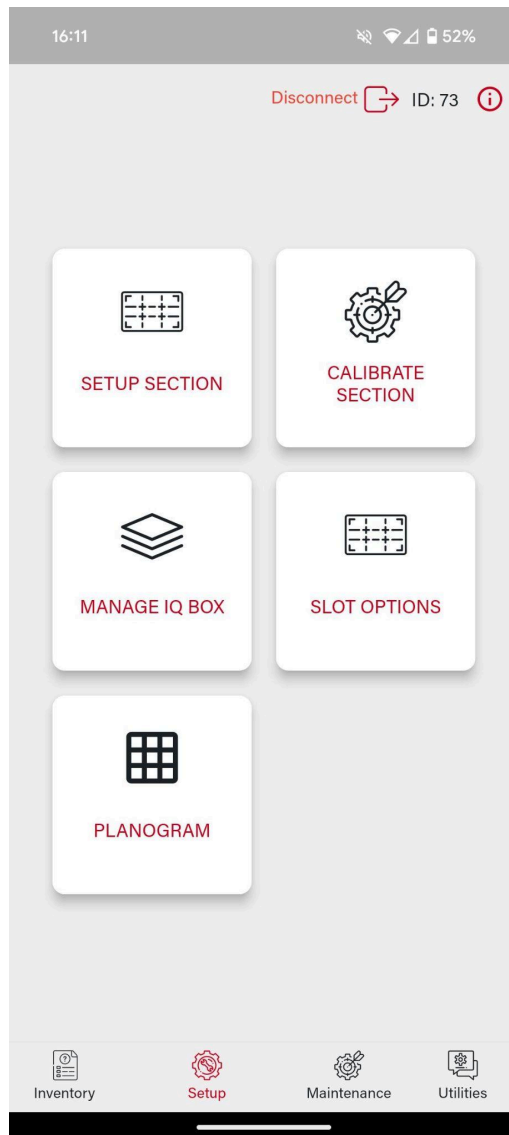 16:11 52%
Disconnect ID: 73
SETUP SECTION
CALIBRATE
SECTION
MANAGE IQ BOX
SLOT OPTIONS
PLANOGRAM
Inventory Setup Maintenance Utilities